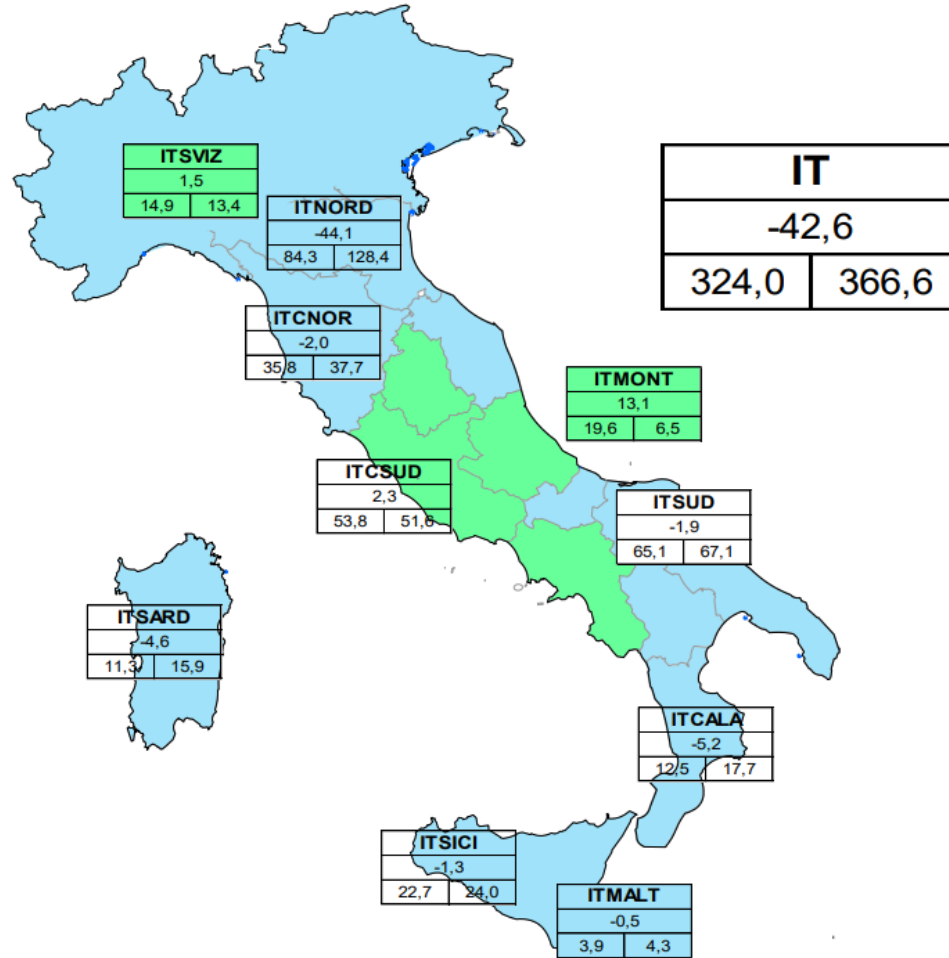 ITSVIZ
1,5
14,9 13,4
IT
-42,6
324,0 366,6
ITNORD
-44,1
84,3 128,4
ITCNOR
-2,0
35,8 37,7
ITMONT
13,1
19,6 6,5
ITCSUD
2,3
53,8 51,6
ITSUD
-1,9
65,1 67,1
ITSARD
-4,6
11,3 15,9
ITCALA
-5,2
12,5 17,7
ITSICI
-1,3
22,7 24,0
ITMALT
-0,5
3,9 4,3